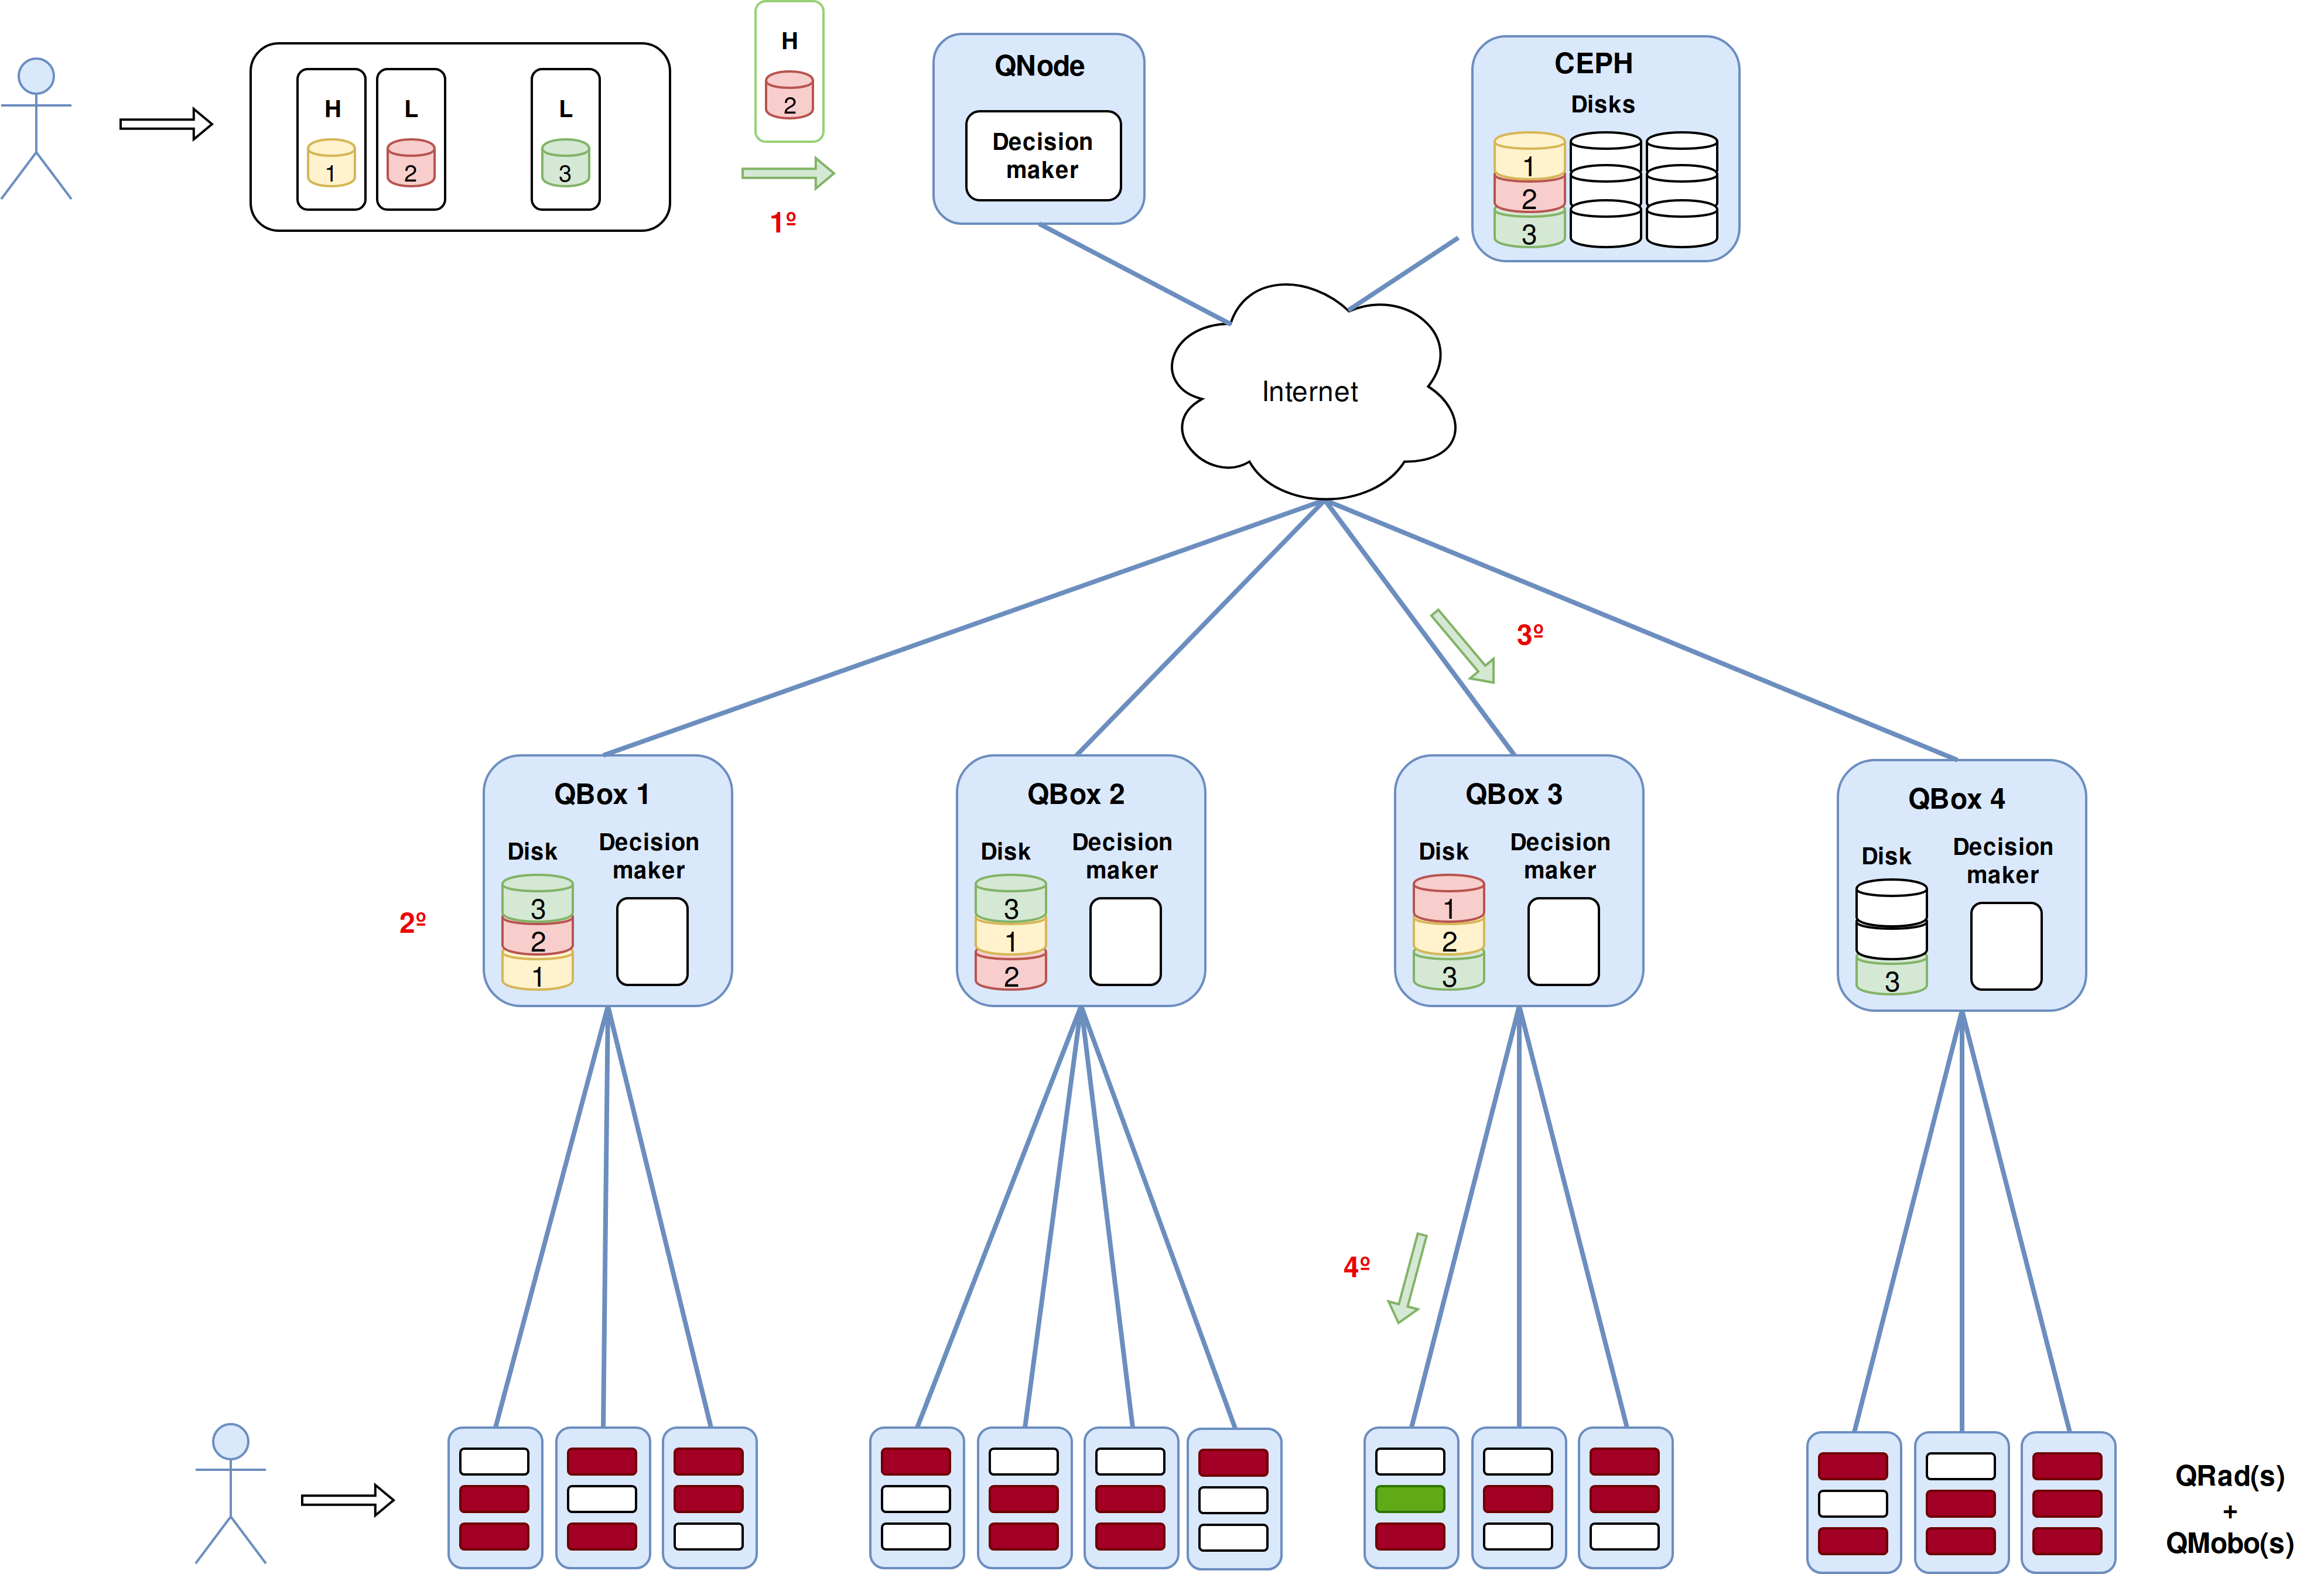 H
L
L
1
2
3
H
2
1º
QNode
Decision
maker
CEPH
Disks
1
2
3
Internet
3º
QBox 1
Disk
Decision
maker
3
2
1
2º
QBox 2
Disk
Decision
maker
3
1
2
QBox 3
Disk
Decision
maker
1
2
3
QBox 4
Disk
Decision
maker
3
4º
QRad(s)
+
QMobo(s)